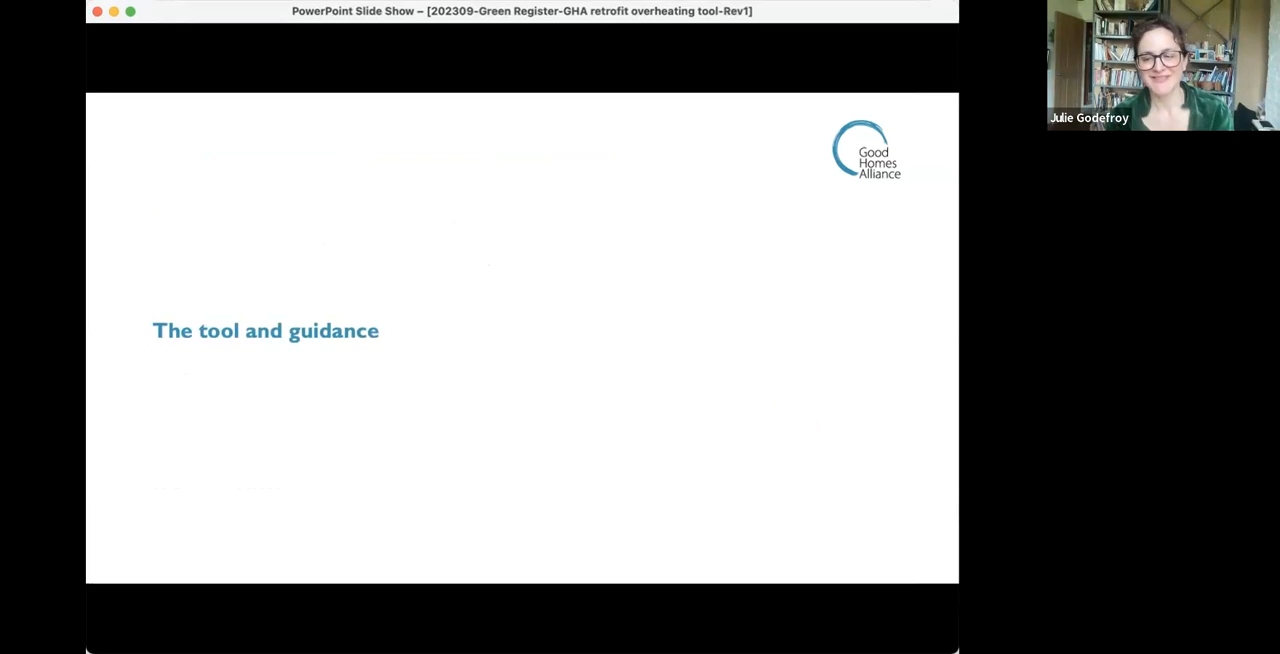 PowerPoint Slide Show – [202309-Green Register-GHA retrofit overheating tool-Rev1]
Julie Godefroy
Good
Homes
Alliance
The tool and guidance